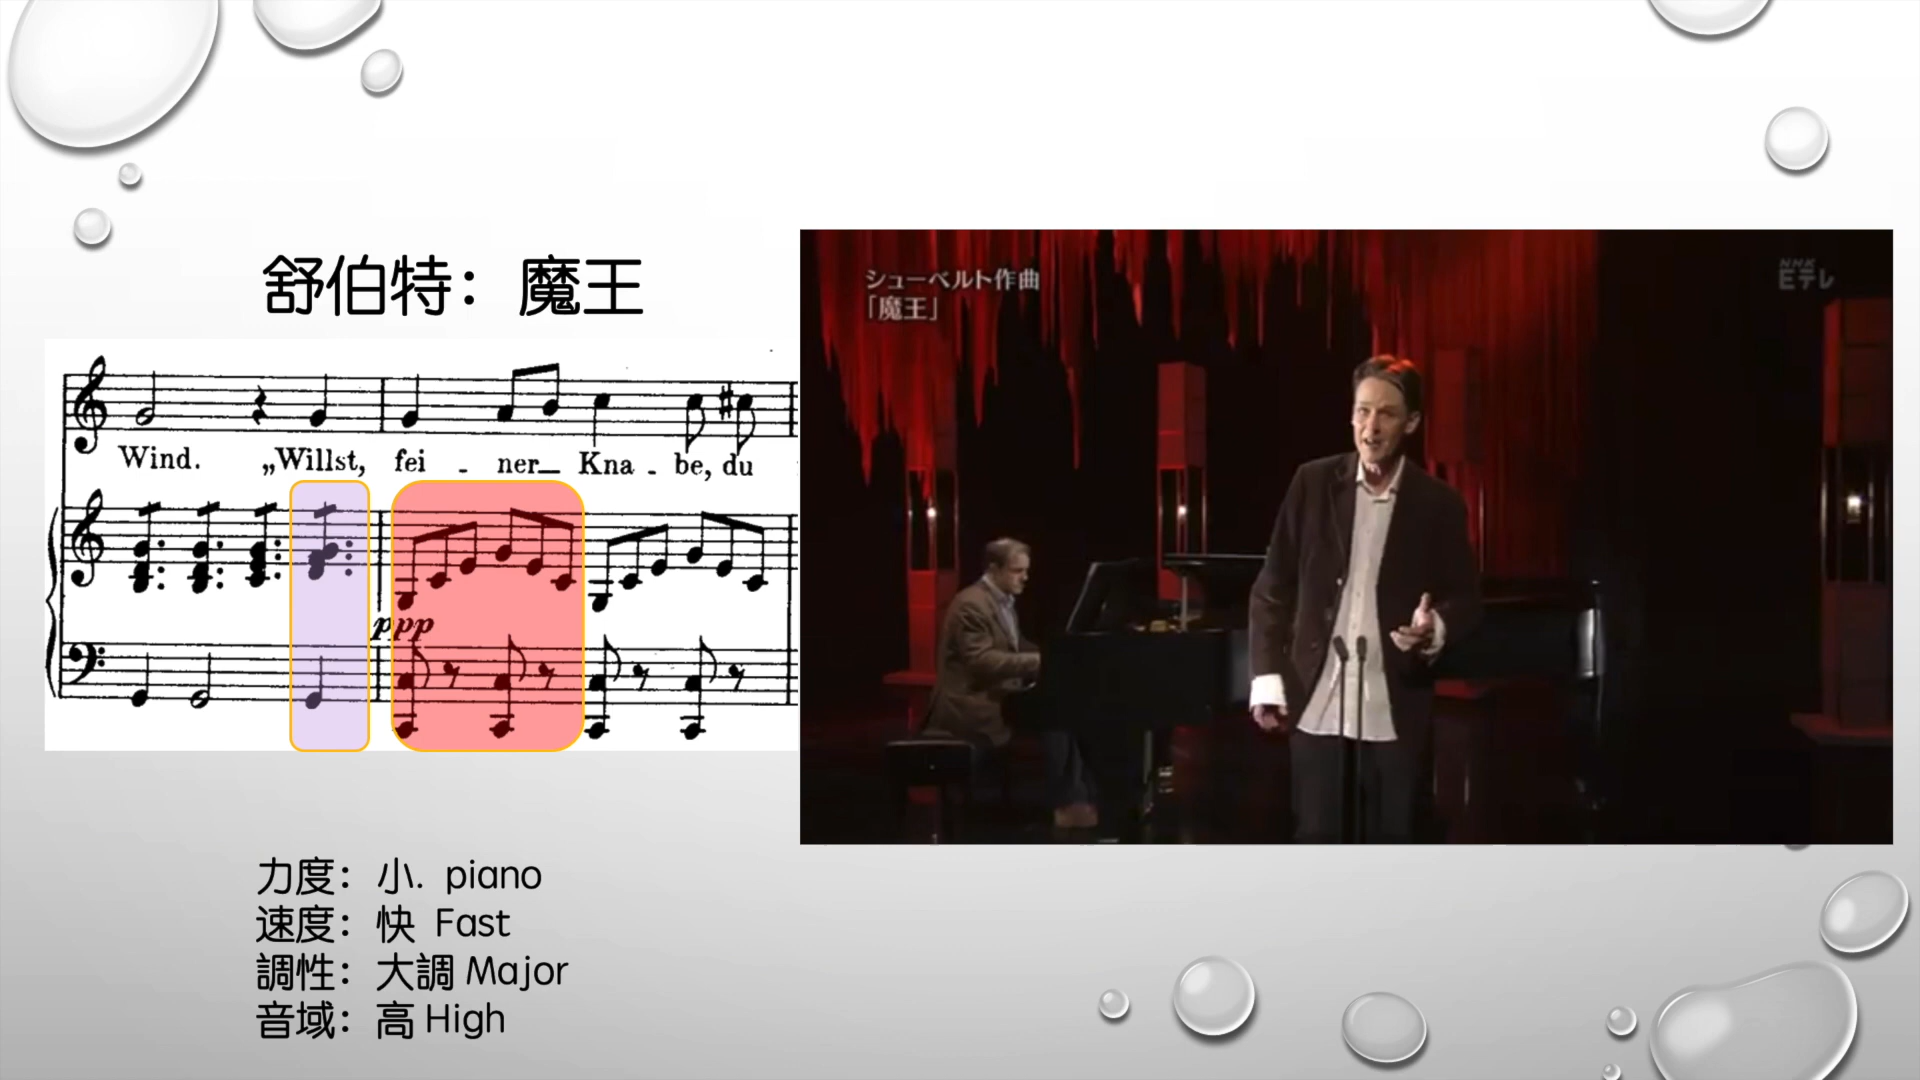 舒伯特：魔王
シューベルト作曲
「魔王」
NHK
Eテレ
Wind. „Willst, fei - ner_ Kna - be, du
ppp
力度：小. piano
速度：快 Fast
調性：大調 Major
音域：高 High